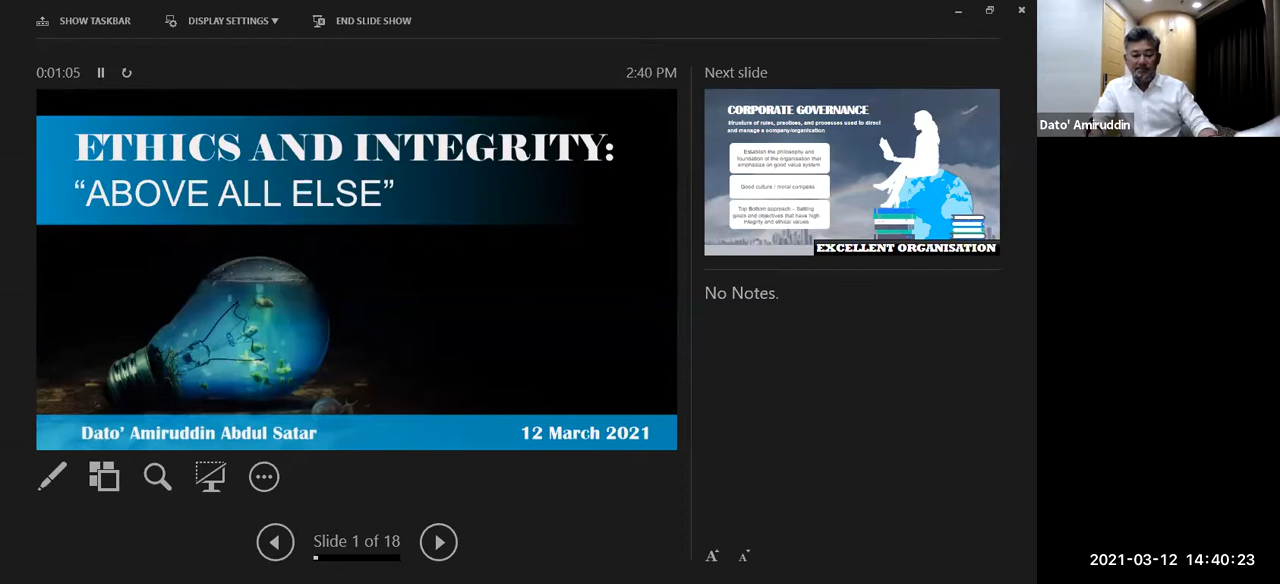 SHOW TASKBAR
DISPLAY SETTINGS ▼
END SLIDE SHOW
0:01:05
2:40 PM
ETHICS AND INTEGRITY:
“ABOVE ALL ELSE”
Dato’ Amiruddin Abdul Satar
12 March 2021
Slide 1 of 18
Next slide
CORPORATE GOVERNANCE
Structure of rules, practices, and processes used to direct
and manage a company/organisation
Establish the philosophy and
foundation of the organisation that
emphasize on good value system
Good culture / moral compass
Top Bottom approach - Setting
goals and objectives that have high
integrity and ethical values
EXCELLENT ORGANISATION
No Notes.
A A
Dato' Amiruddin
2021-03-12 14:40:23